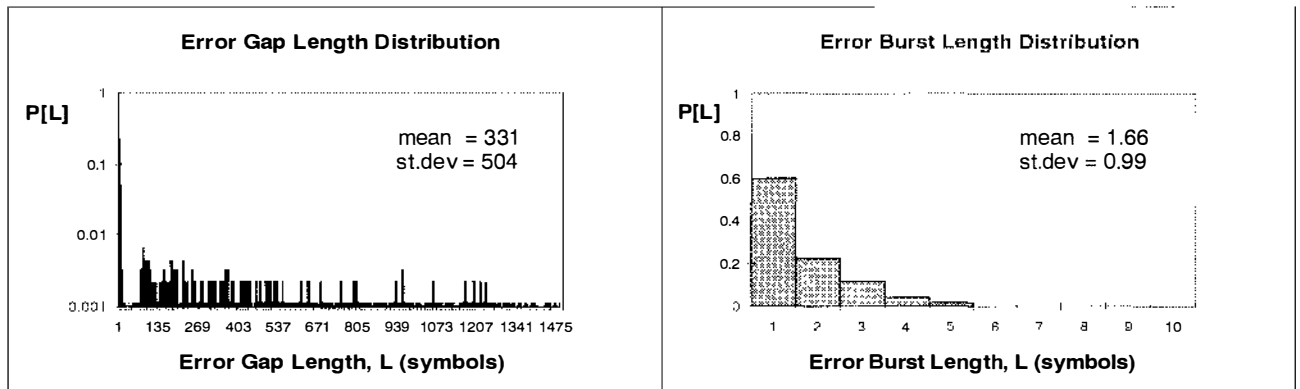 Error Gap Length Distribution
1
P[L]
mean = 331
st.dev = 504
0.1
0.01
0.001
1 135 269 403 537 671 805 939 1073 1207 1341 1475
Error Gap Length, L (symbols)
Error Burst Length Distribution
1
P[L]
0.8
mean = 1.66
st.dev = 0.99
0.6
0.4
0.2
0
1 2 3 4 5 6 7 8 9 10
Error Burst Length, L (symbols)